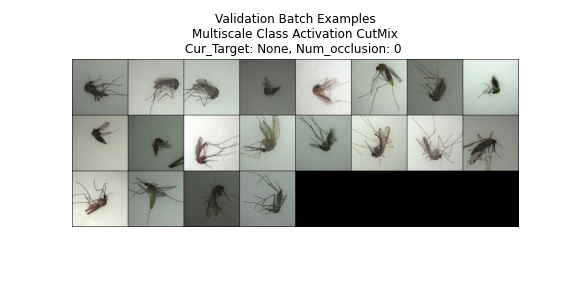 Validation Batch Examples
Multiscale Class Activation CutMix
Cur_Target: None, Num_occlusion: 0